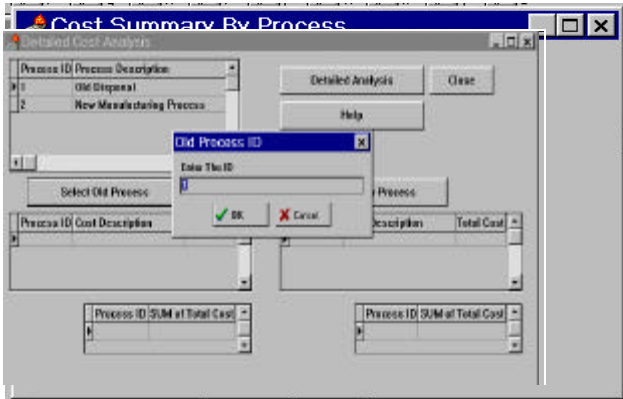 Cost Summary By Process
Detailed Cost Analysis
Process ID Process Description
1 Old Disposal
2 New Manufacturing Process
Detailed Analysis
Close
Help
Old Process ID
Enter The ID
OK
Cancel
Select Old Process
Process
Process ID Cost Description
Description Total Cost
Process ID SUM of Total Cost
Process ID SUM of Total Cost